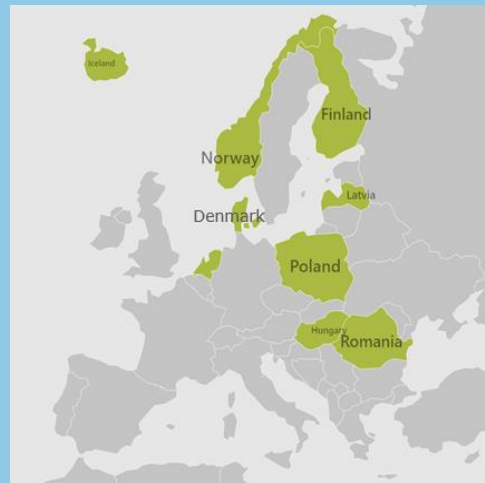 Iceland
Finland
Norway
Latvia
Denmark
Poland
Hungary
Romania